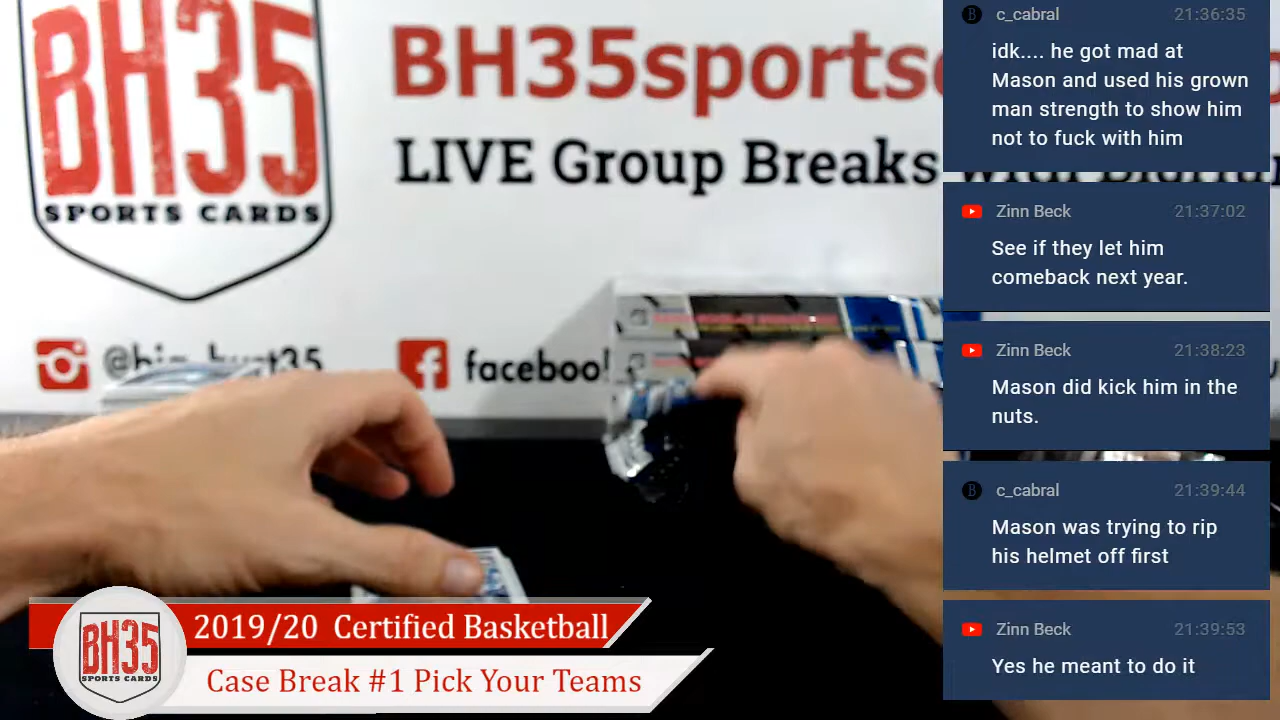 BH35
SPORTS CARDS
BH35sports
LIVE Group Breaks with
facebook
2019/20 Certified Basketball
Case Break #1 Pick Your Teams
BH35
SPORTS CARDS
c_cabral 21:36:35
idk.... he got mad at
Mason and used his grown
man strength to show him
not to fuck with him
Zinn Beck 21:37:02
See if they let him
comeback next year.
Zinn Beck 21:38:23
Mason did kick him in the
nuts.
c_cabral 21:39:44
Mason was trying to rip
his helmet off first
Zinn Beck 21:39:53
Yes he meant to do it